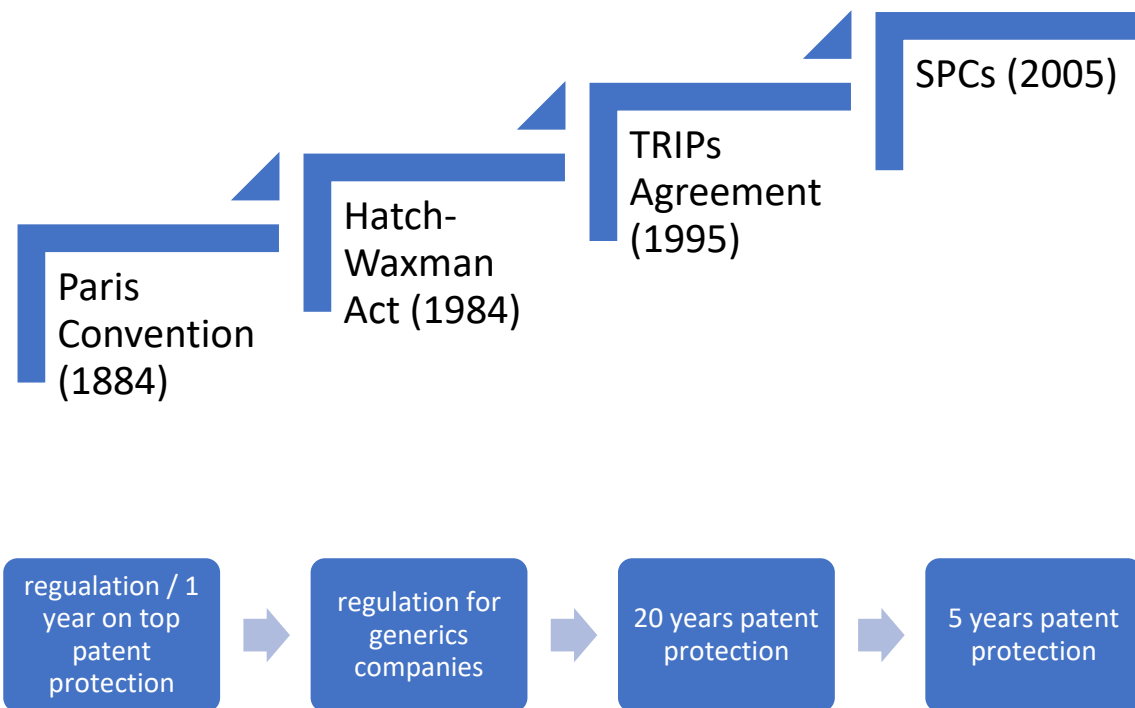 Paris
Convention
(1884)
Hatch-
Waxman
Act (1984)
TRIPs
Agreement
(1995)
SPCs (2005)
regualation / 1
year on top
patent
protection
regulation for
generics
companies
20 years patent
protection
5 years patent
protection